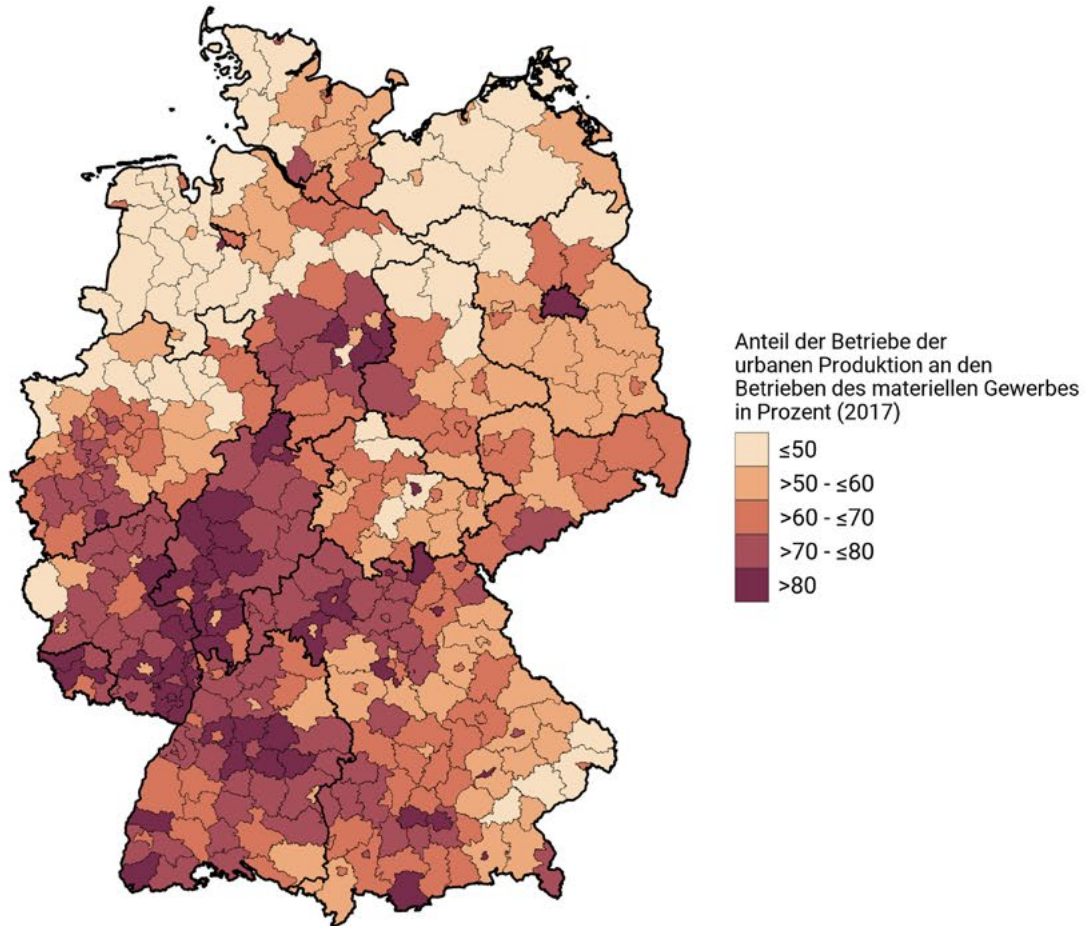 Anteil der Betriebe der
urbanen Produktion an den
Betrieben des materiellen Gewerbes
in Prozent (2017)
≤50
>50 - ≤60
>60 - ≤70
>70 - ≤80
>80